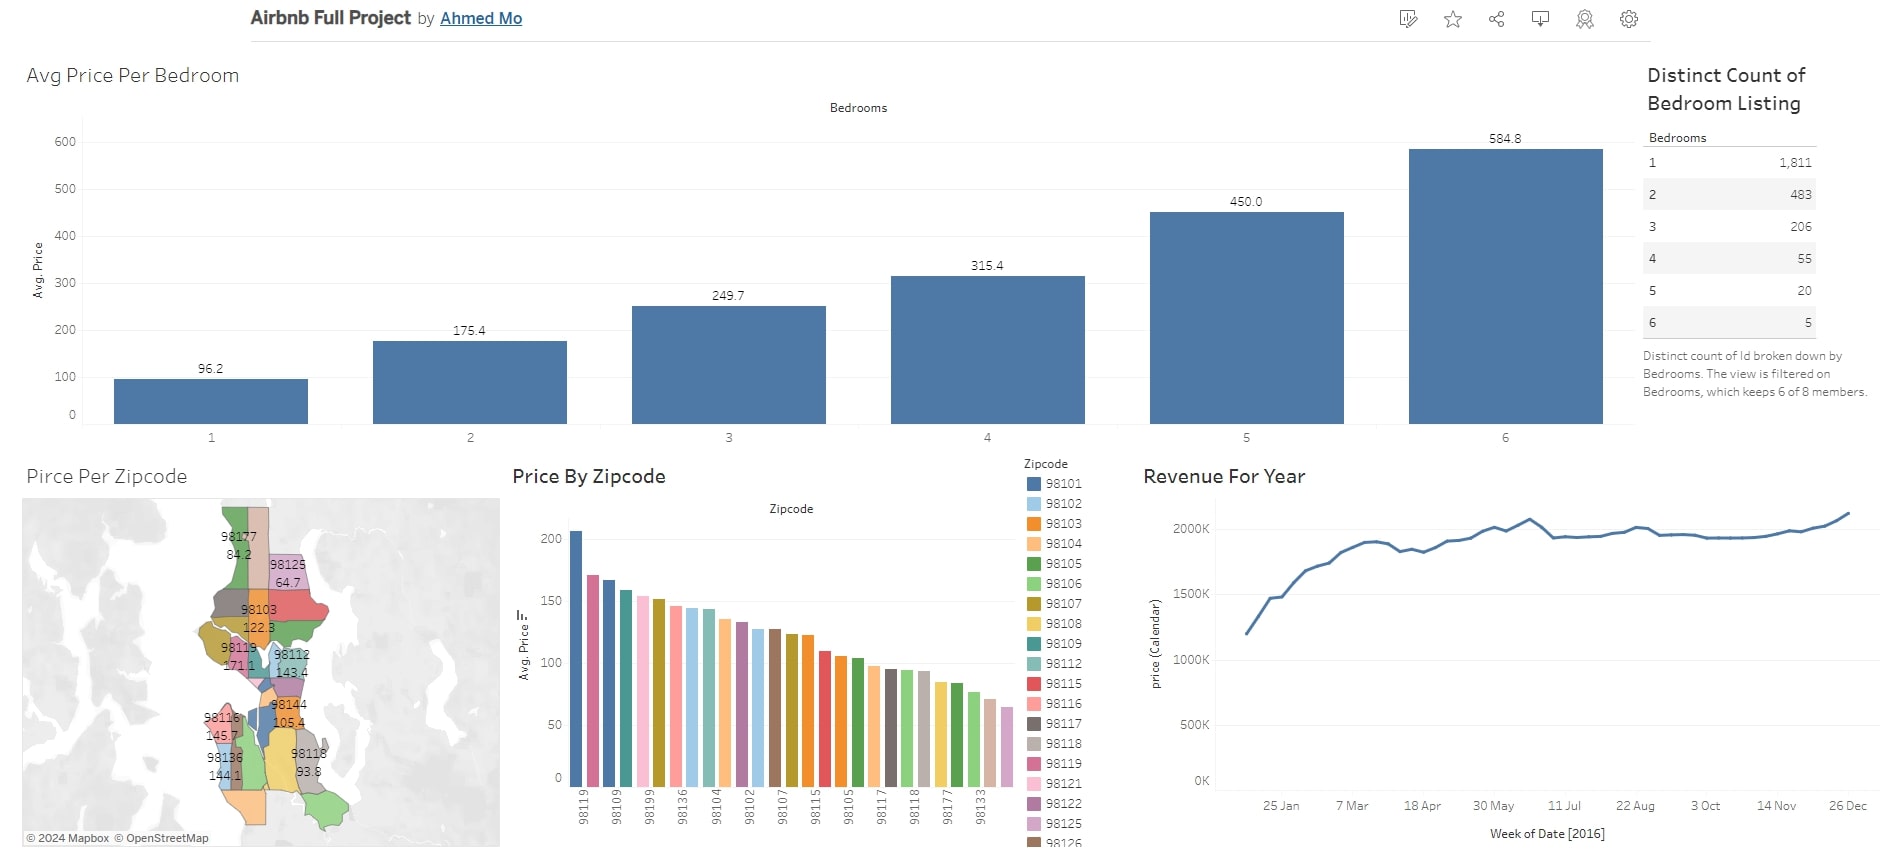 Airbnb Full Project by Ahmed Mo
Avg Price Per Bedroom
Bedrooms
Avg. Price
600
500
400
300
200
100
0
96.2
175.4
249.7
315.4
450.0
584.8
1
2
3
4
5
6
Distinct Count of
Bedroom Listing
Bedrooms
1 1,811
2 483
3 206
4 55
5 20
6 5
Distinct count of Id broken down by
Bedrooms. The view is filtered on
Bedrooms, which keeps 6 of 8 members.
Pirce Per Zipcode
98177
84.2
98125
64.7
98103
122.3
98119
171.1
98112
143.4
98144
105.4
98116
145.7
98136
144.1
98118
93.8
© 2024 Mapbox © OpenStreetMap
Price By Zipcode
Zipcode
Avg. Price
200
150
100
50
0
98119
98109
98199
98136
98104
98102
98107
98115
98105
98117
98118
98177
98133
Zipcode
98101
98102
98103
98104
98105
98106
98107
98108
98109
98112
98115
98116
98117
98118
98119
98121
98122
98125
98126
Revenue For Year
price (Calendar)
2000K
1500K
1000K
500K
0K
25 Jan
7 Mar
18 Apr
30 May
11 Jul
22 Aug
3 Oct
14 Nov
26 Dec
Week of Date [2016]